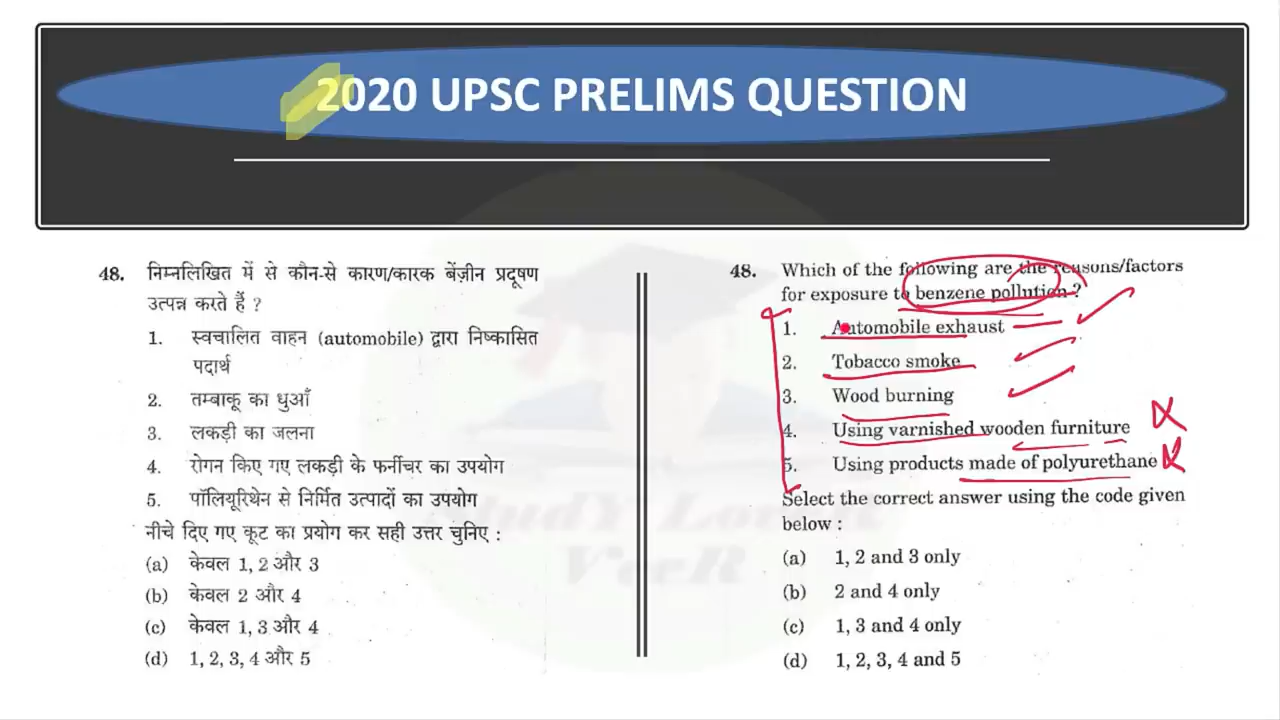 2020 UPSC PRELIMS QUESTION
48. निम्नलिखित में से कौन-से कारण/कारक बेंज़ीन प्रदूषण
उत्पन्न करते हैं ?
1. स्वचालित वाहन (automobile) द्वारा निष्कासित
पदार्थ
2. तम्बाकू का धुआँ
3. लकड़ी का जलना
4. रोगन किए गए लकड़ी के फर्नीचर का उपयोग
5. पॉलियूरिथेन से निर्मित उत्पादों का उपयोग
नीचे दिए गए कूट का प्रयोग कर सही उत्तर चुनिए :
(a) केवल 1, 2 और 3
(b) केवल 2 और 4
(c) केवल 1, 3 और 4
(d) 1, 2, 3, 4 और 5
48. Which of the following are the reasons/factors
for exposure to benzene pollution ?
1. Automobile exhaust
2. Tobacco smoke
3. Wood burning
4. Using varnished wooden furniture
5. Using products made of polyurethane
Select the correct answer using the code given
below :
(a) 1, 2 and 3 only
(b) 2 and 4 only
(c) 1, 3 and 4 only
(d) 1, 2, 3, 4 and 5
StudY LoveR
VeeR